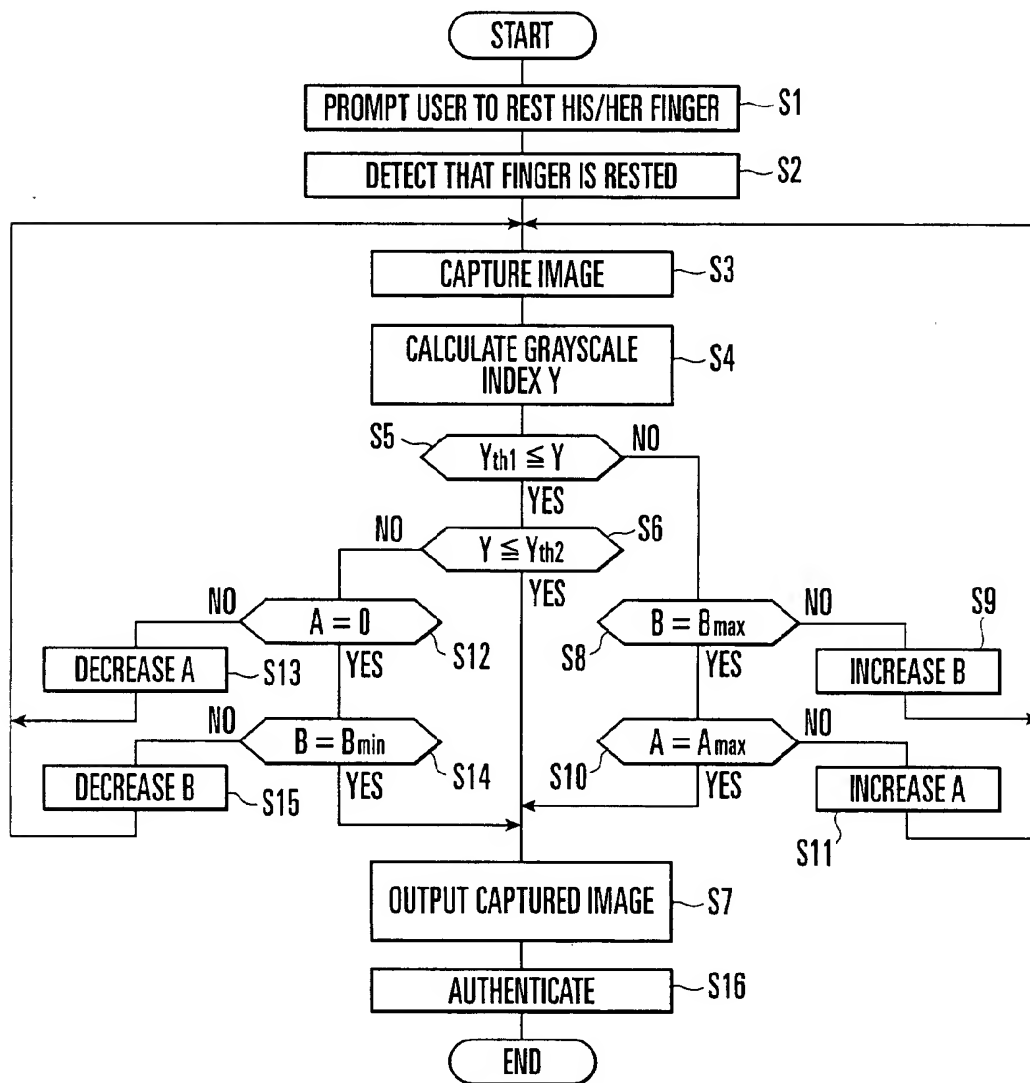 START
PROMPT USER TO REST HIS/HER FINGER
S1
DETECT THAT FINGER IS RESTED
S2
CAPTURE IMAGE
S3
CALCULATE GRAYSCALE
INDEX Y
S4
S5
Yth1 ≦ Y
NO
YES
NO
Y ≦ Yth2
S6
YES
NO
A = 0
S12
YES
DECREASE A
S13
S8
B = Bmax
NO
YES
S9
INCREASE B
NO
B = Bmin
S14
YES
DECREASE B
S15
S10
A = Amax
NO
YES
INCREASE A
S11
OUTPUT CAPTURED IMAGE
S7
AUTHENTICATE
S16
END